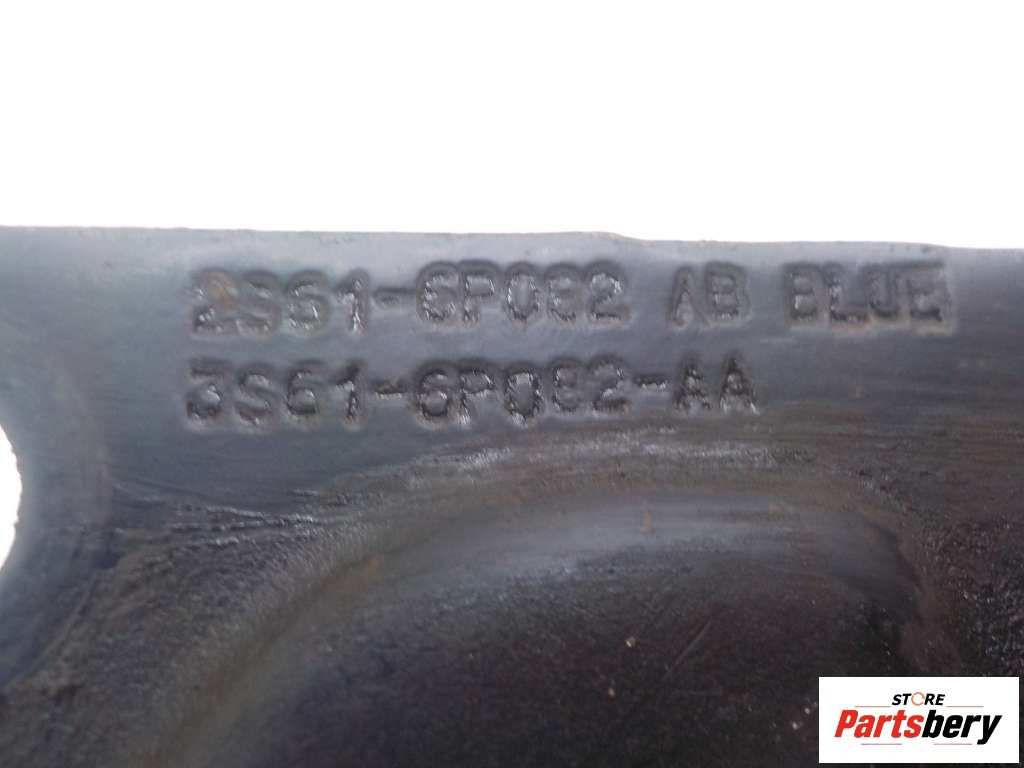 2S61-6P082 AB BLUE
3S61-6P082-AA
STORE
Partsbery